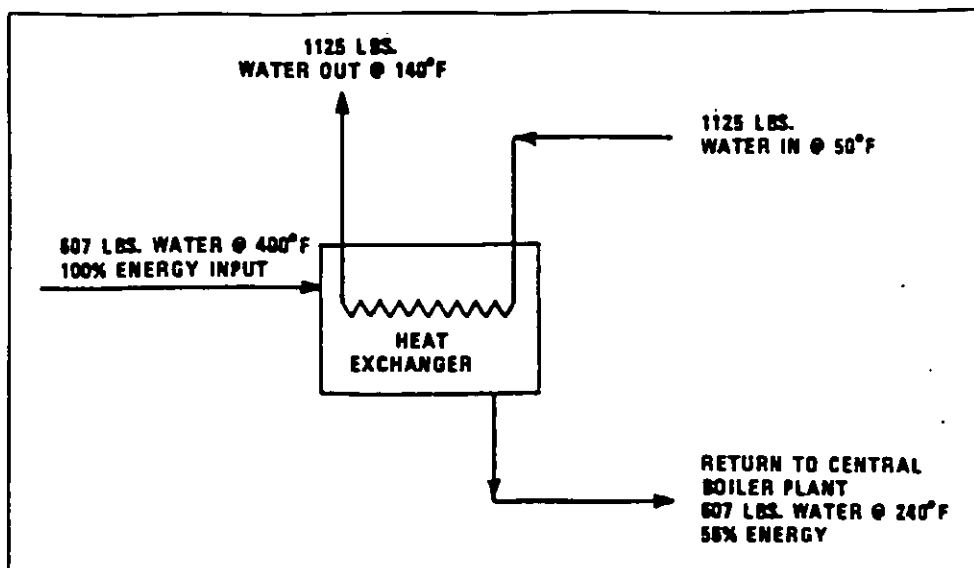 1125 LBS.
WATER OUT @ 140°F
1125 LBS.
WATER IN @ 50°F
607 LBS. WATER @ 400°F
100% ENERGY INPUT
HEAT
EXCHANGER
RETURN TO CENTRAL
BOILER PLANT
607 LBS. WATER @ 240°F
ENERGY